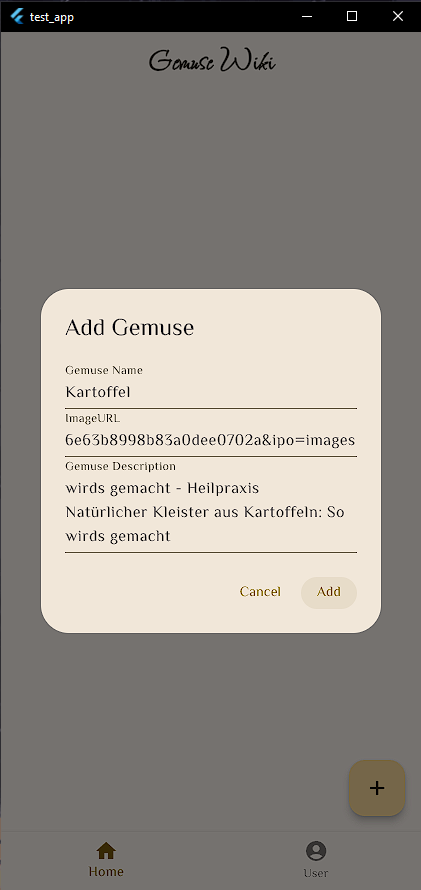 test_app
Gemuse Wiki
Add Gemuse
Gemuse Name
Kartoffel
ImageURL
6e63b8998b83a0dee0702a&ipo=images
Gemuse Description
wirds gemacht - Heilpraxis
Natürlicher Kleister aus Kartoffeln: So
wirds gemacht
Cancel
Add
Home
User